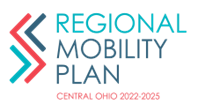 REGIONAL
MOBILITY
PLAN
CENTRAL OHIO 2022-2025